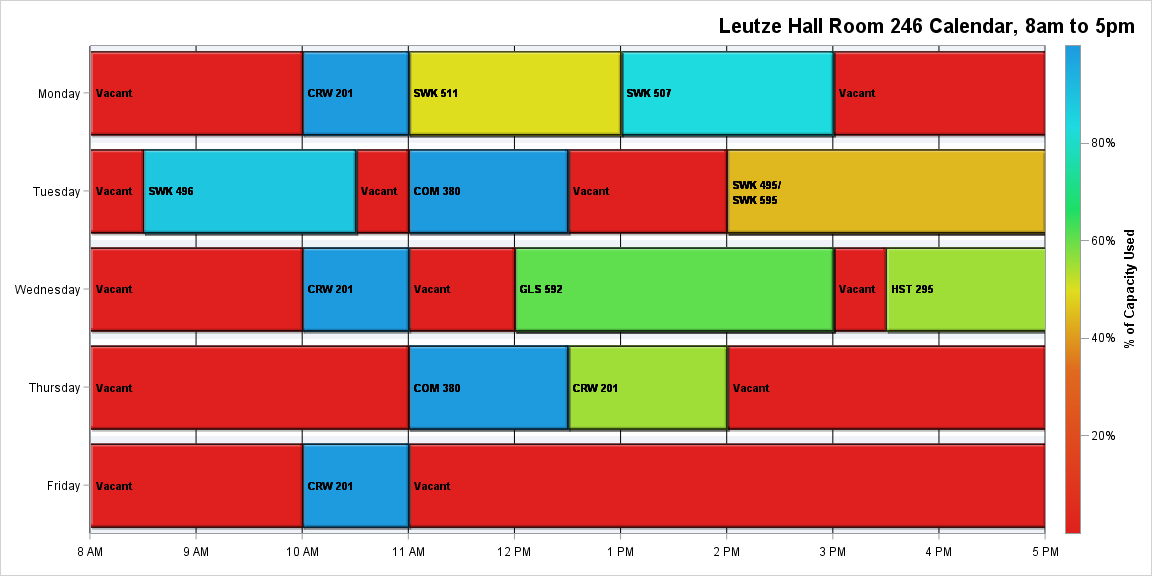 Leutze Hall Room 246 Calendar, 8am to 5pm
Monday
Vacant
CRW 201
SWK 511
SWK 507
Vacant
Tuesday
Vacant
SWK 496
Vacant
COM 380
Vacant
SWK 495/
SWK 595
Wednesday
Vacant
CRW 201
Vacant
GLS 592
Vacant
HST 295
Thursday
Vacant
COM 380
CRW 201
Vacant
Friday
Vacant
CRW 201
Vacant
8 AM
9 AM
10 AM
11 AM
12 PM
1 PM
2 PM
3 PM
4 PM
5 PM
80%
60%
40%
20%
% of Capacity Used